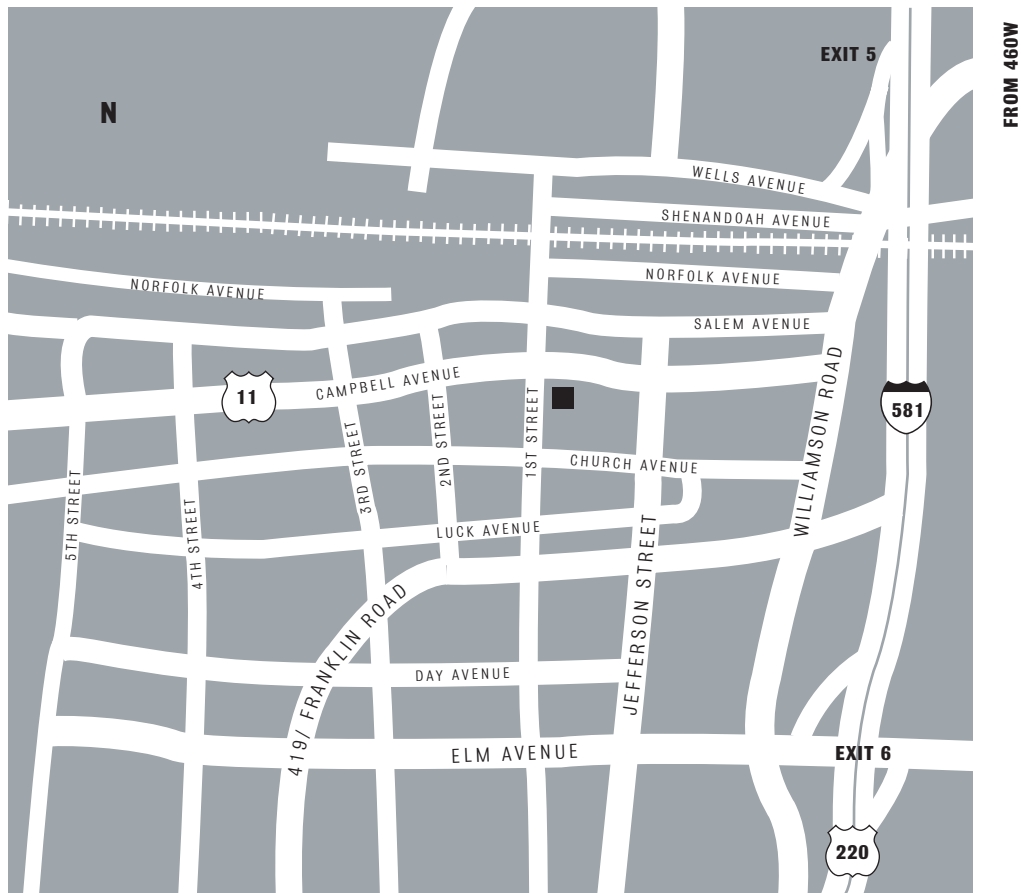 EXIT 5
FROM 460W
N
WELLS AVENUE
SHENANDOAH AVENUE
NORFOLK AVENUE
NORFOLK AVENUE
SALEM AVENUE
CAMPBELL AVENUE
11
581
WILLIAMSON ROAD
1ST STREET
2ND STREET
3RD STREET
CHURCH AVENUE
5TH STREET
4TH STREET
LUCK AVENUE
JEFFERSON STREET
419/ FRANKLIN ROAD
DAY AVENUE
ELM AVENUE
EXIT 6
220